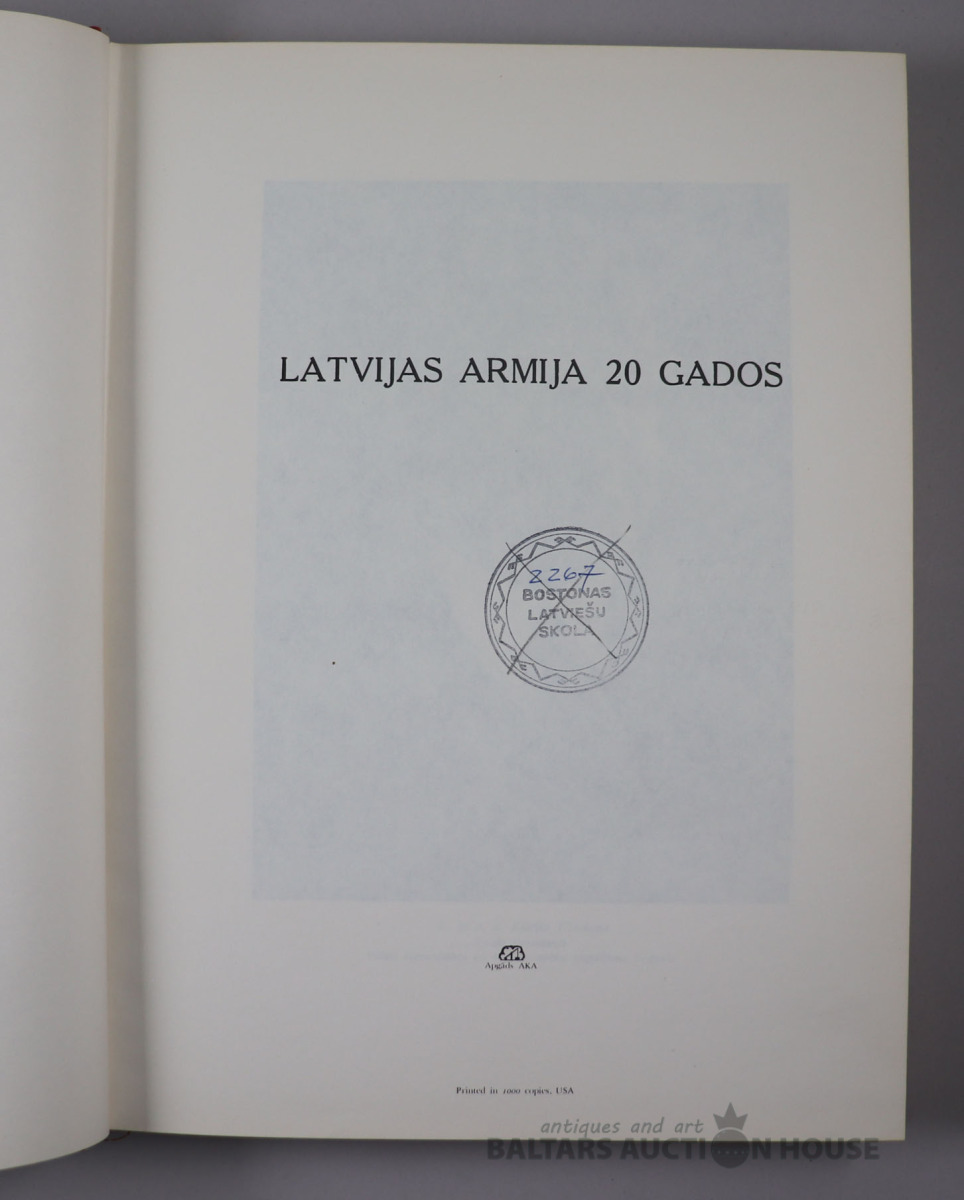 LATVIJAS ARMIJA 20 GADOS
2267
BOSTONAS
LATVIEŠU
SKOLA
Apgāds AKA
Printed in 1000 copies, USA
antiques and art
BALTARS AUCTION HOUSE